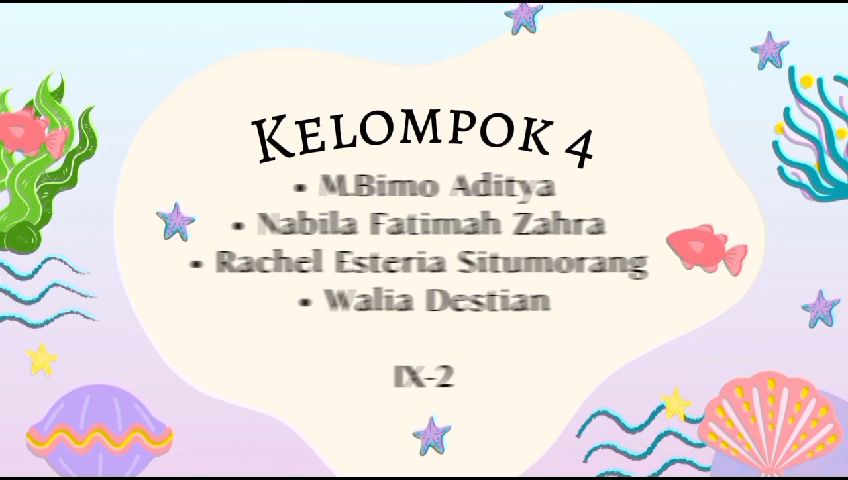 Kelompok 4
• M.Bimo Aditya
• Nabila Fatimah Zahra
• Rachel Esteria Situmorang
• Walia Destian
IX-2